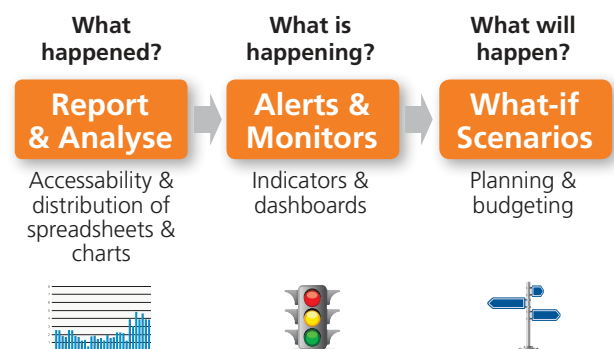 What
happened?
Report
& Analyse
Accessability &
distribution of
spreadsheets &
charts
What is
happening?
Alerts &
Monitors
Indicators &
dashboards
What will
happen?
What-if
Scenarios
Planning &
budgeting